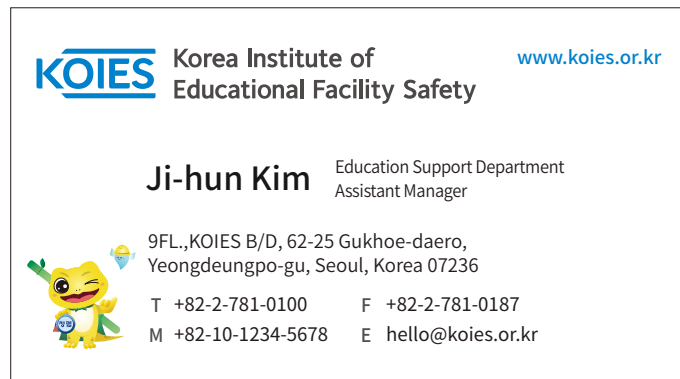 KOIES
Korea Institute of
Educational Facility Safety
www.koies.or.kr
Ji-hun Kim
Education Support Department
Assistant Manager
9FL.,KOIES B/D, 62-25 Gukhoe-daero,
Yeongdeungpo-gu, Seoul, Korea 07236
T +82-2-781-0100 F +82-2-781-0187
M +82-10-1234-5678 E hello@koies.or.kr